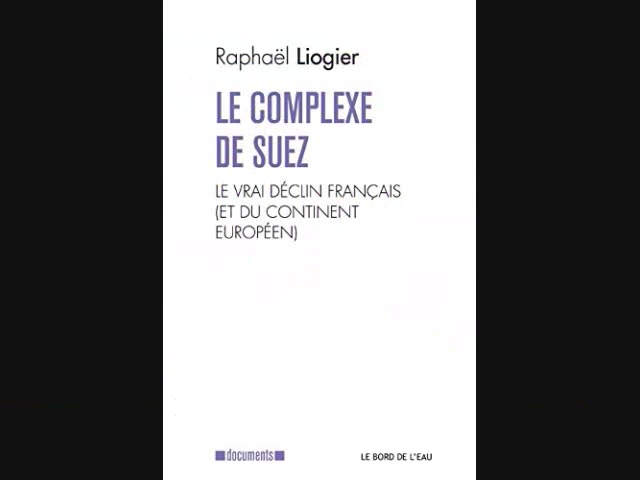 Raphaël Liogier
LE COMPLEXE
DE SUEZ
LE VRAI DÉCLIN FRANÇAIS
(ET DU CONTINENT
EUROPÉEN)
documents
LE BORD DE L'EAU